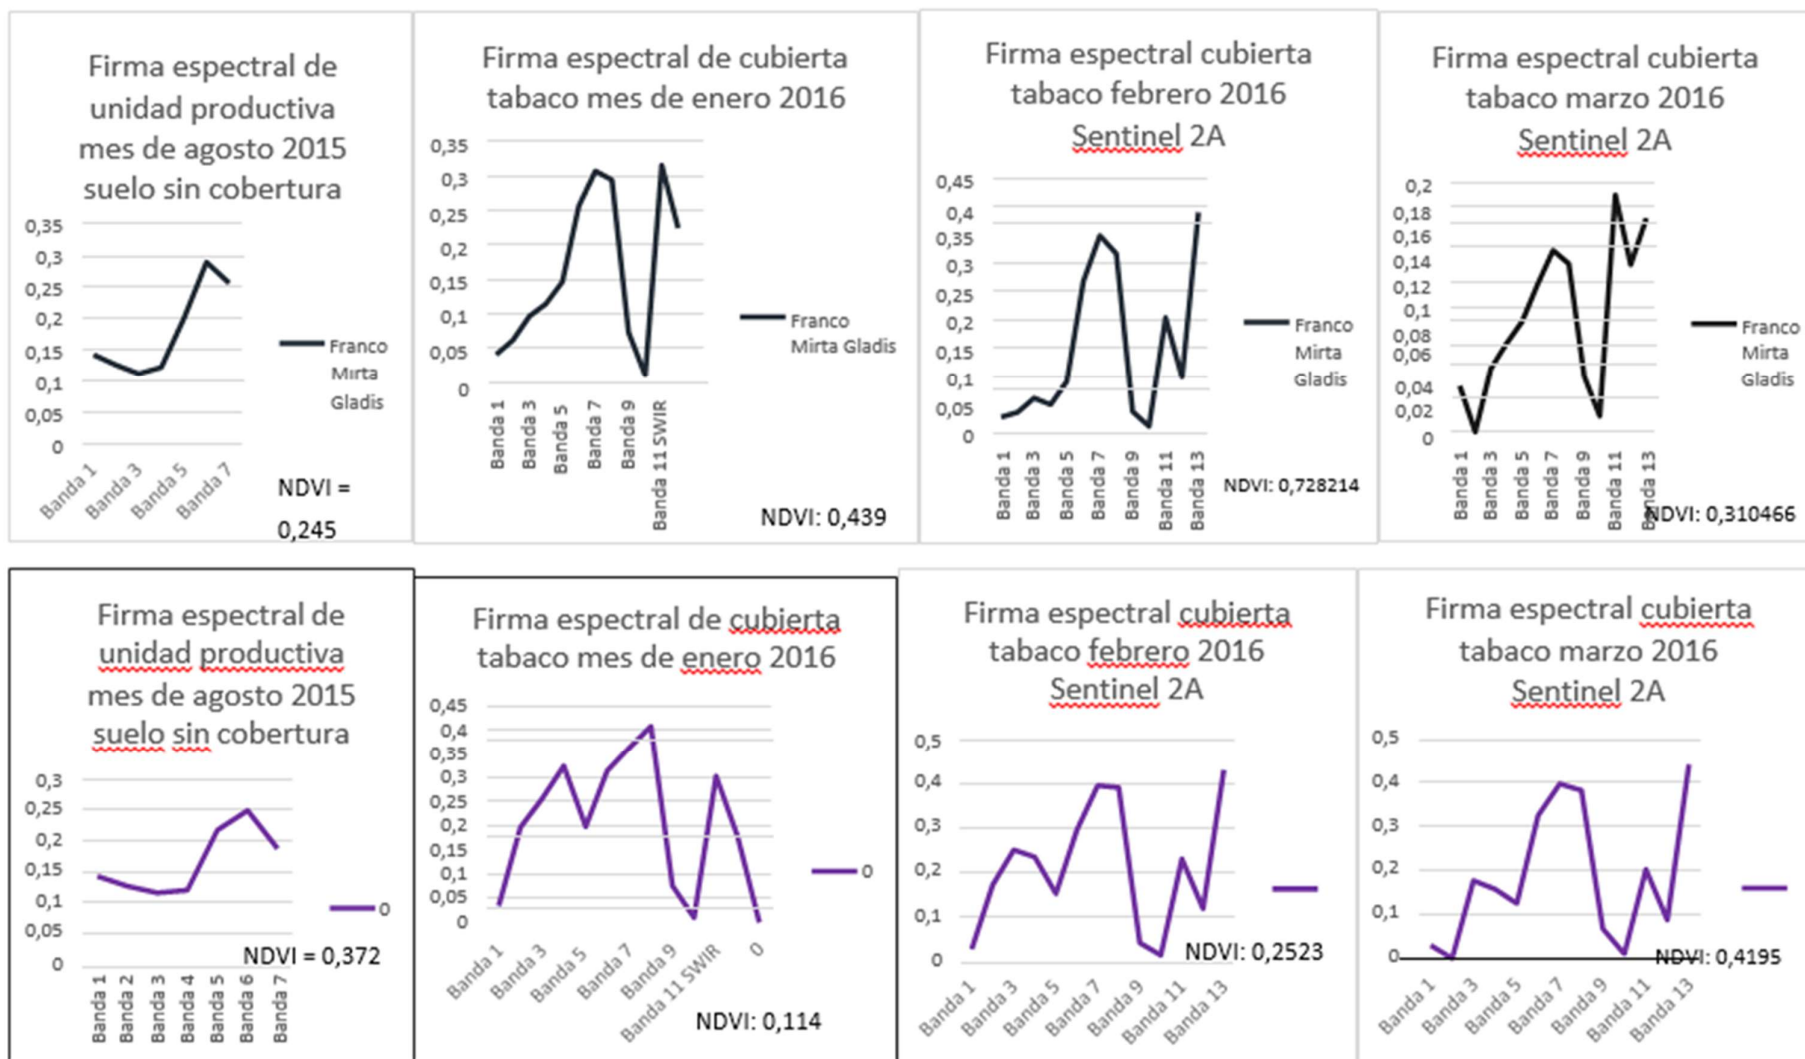 Firma espectral de
unidad productiva
mes de agosto 2015
suelo sin cobertura
0,35
0,3
0,25
0,2
0,15
0,1
0,05
0
Banda 1
Banda 3
Banda 5
Banda 7
Franco
Mirta
Gladis
NDVI =
0,245
Firma espectral de cubierta
tabaco mes de enero 2016
0,35
0,3
0,25
0,2
0,15
0,1
0,05
0
Banda 1
Banda 3
Banda 5
Banda 7
Banda 9
Banda 11 SWIR
Franco
Mirta Gladis
NDVI: 0,439
Firma espectral cubierta
tabaco febrero 2016
Sentinel 2A
0,45
0,4
0,35
0,3
0,25
0,2
0,15
0,1
0,05
0
Banda 1
Banda 3
Banda 5
Banda 7
Banda 9
Banda 11
Banda 13
Franco
Mirta
Gladis
NDVI: 0,728214
Firma espectral cubierta
tabaco marzo 2016
Sentinel 2A
0,2
0,18
0,16
0,14
0,12
0,1
0,08
0,06
0,04
0,02
0
Banda 1
Banda 3
Banda 5
Banda 7
Banda 9
Banda 11
Banda 13
Franco
Mirta
Gladis
NDVI: 0,310466
Firma espectral de
unidad productiva
mes de agosto 2015
suelo sin cobertura
0,3
0,25
0,2
0,15
0,1
0,05
0
Banda 1
Banda 2
Banda 3
Banda 4
Banda 5
Banda 6
Banda 7
0
NDVI = 0,372
Firma espectral de cubierta
tabaco mes de enero 2016
0,45
0,4
0,35
0,3
0,25
0,2
0,15
0,1
0,05
0
Banda 1
Banda 3
Banda 5
Banda 7
Banda 9
Banda 11 SWIR
0
0
NDVI: 0,114
Firma espectral cubierta
tabaco febrero 2016
Sentinel 2A
0,5
0,4
0,3
0,2
0,1
0
Banda 1
Banda 3
Banda 5
Banda 7
Banda 9
Banda 11
Banda 13
NDVI: 0,2523
Firma espectral cubierta
tabaco marzo 2016
Sentinel 2A
0,5
0,4
0,3
0,2
0,1
0
Banda 1
Banda 3
Banda 5
Banda 7
Banda 9
Banda 11
Banda 13
NDVI: 0,4195